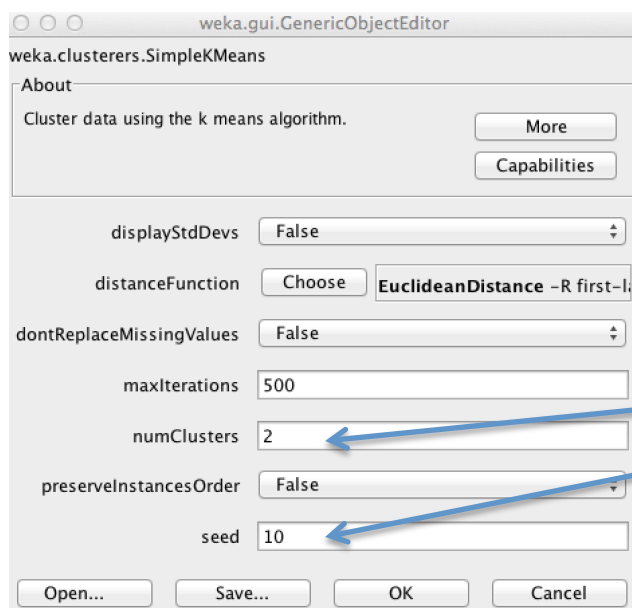 weka.gui.GenericObjectEditor
weka.clusterers.SimpleKMeans
About
Cluster data using the k means algorithm.
More
Capabilities
displayStdDevs False
distanceFunction Choose EuclideanDistance -R first-la
dontReplaceMissingValues False
maxIterations 500
numClusters 2
preserveInstancesOrder False
seed 10
Open... Save... OK Cancel